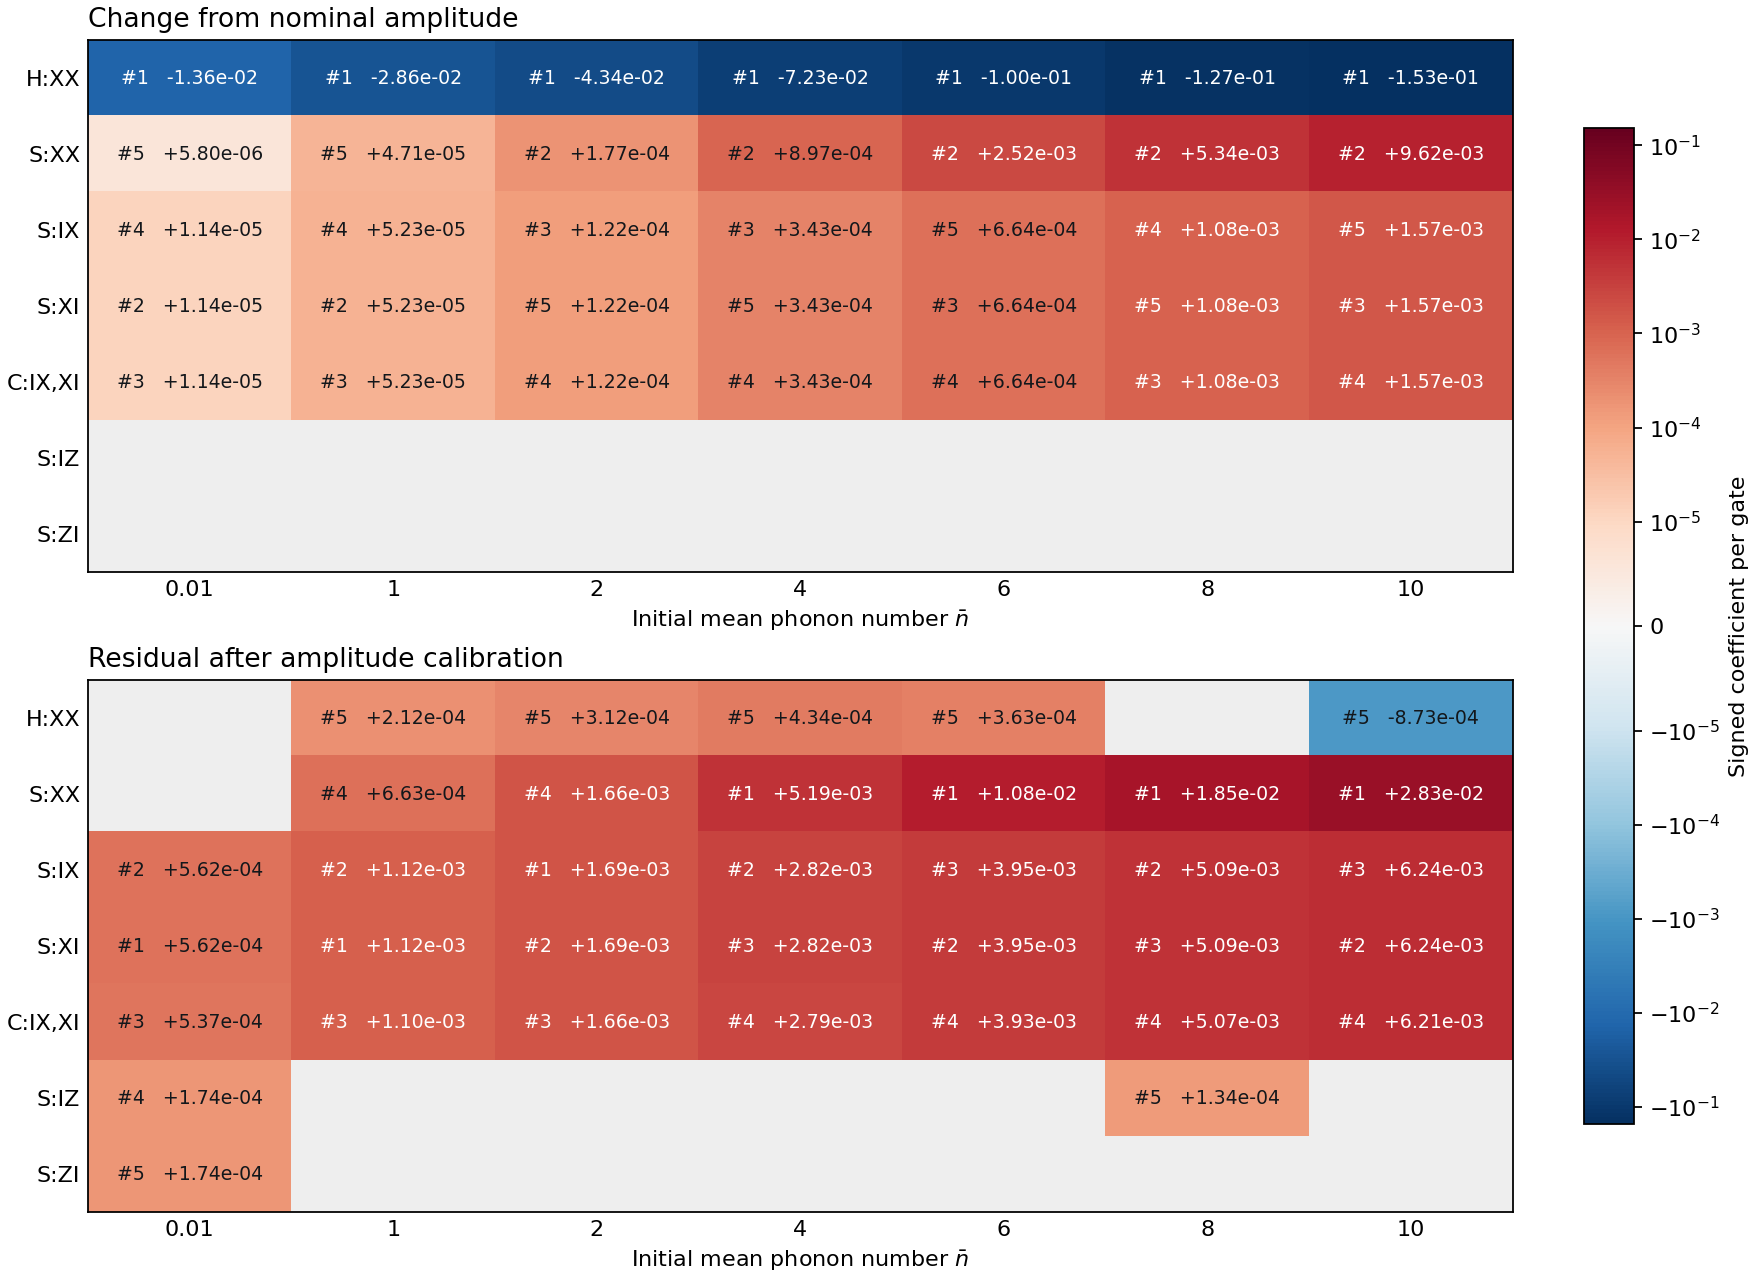 Change from nominal amplitude
H:XX #1 -1.36e-02 #1 -2.86e-02 #1 -4.34e-02 #1 -7.23e-02 #1 -1.00e-01 #1 -1.27e-01 #1 -1.53e-01
S:XX #5 +5.80e-06 #5 +4.71e-05 #2 +1.77e-04 #2 +8.97e-04 #2 +2.52e-03 #2 +5.34e-03 #2 +9.62e-03
S:IX #4 +1.14e-05 #4 +5.23e-05 #3 +1.22e-04 #3 +3.43e-04 #5 +6.64e-04 #4 +1.08e-03 #5 +1.57e-03
S:XI #2 +1.14e-05 #2 +5.23e-05 #5 +1.22e-04 #5 +3.43e-04 #3 +6.64e-04 #5 +1.08e-03 #3 +1.57e-03
C:IX,XI #3 +1.14e-05 #3 +5.23e-05 #4 +1.22e-04 #4 +3.43e-04 #4 +6.64e-04 #3 +1.08e-03 #4 +1.57e-03
S:IZ
S:ZI
0.01 1 2 4 6 8 10
Initial mean phonon number n̄
Residual after amplitude calibration
H:XX #5 +2.12e-04 #5 +3.12e-04 #5 +4.34e-04 #5 +3.63e-04 #5 -8.73e-04
S:XX #4 +6.63e-04 #4 +1.66e-03 #1 +5.19e-03 #1 +1.08e-02 #1 +1.85e-02 #1 +2.83e-02
S:IX #2 +5.62e-04 #2 +1.12e-03 #1 +1.69e-03 #2 +2.82e-03 #3 +3.95e-03 #2 +5.09e-03 #3 +6.24e-03
S:XI #1 +5.62e-04 #1 +1.12e-03 #2 +1.69e-03 #3 +2.82e-03 #2 +3.95e-03 #3 +5.09e-03 #2 +6.24e-03
C:IX,XI #3 +5.37e-04 #3 +1.10e-03 #3 +1.66e-03 #4 +2.79e-03 #4 +3.93e-03 #4 +5.07e-03 #4 +6.21e-03
S:IZ #4 +1.74e-04 #5 +1.34e-04
S:ZI #5 +1.74e-04
0.01 1 2 4 6 8 10
Initial mean phonon number n̄
10⁻¹
10⁻²
10⁻³
10⁻⁴
10⁻⁵
0
−10⁻⁵
−10⁻⁴
−10⁻³
−10⁻²
−10⁻¹
Signed coefficient per gate